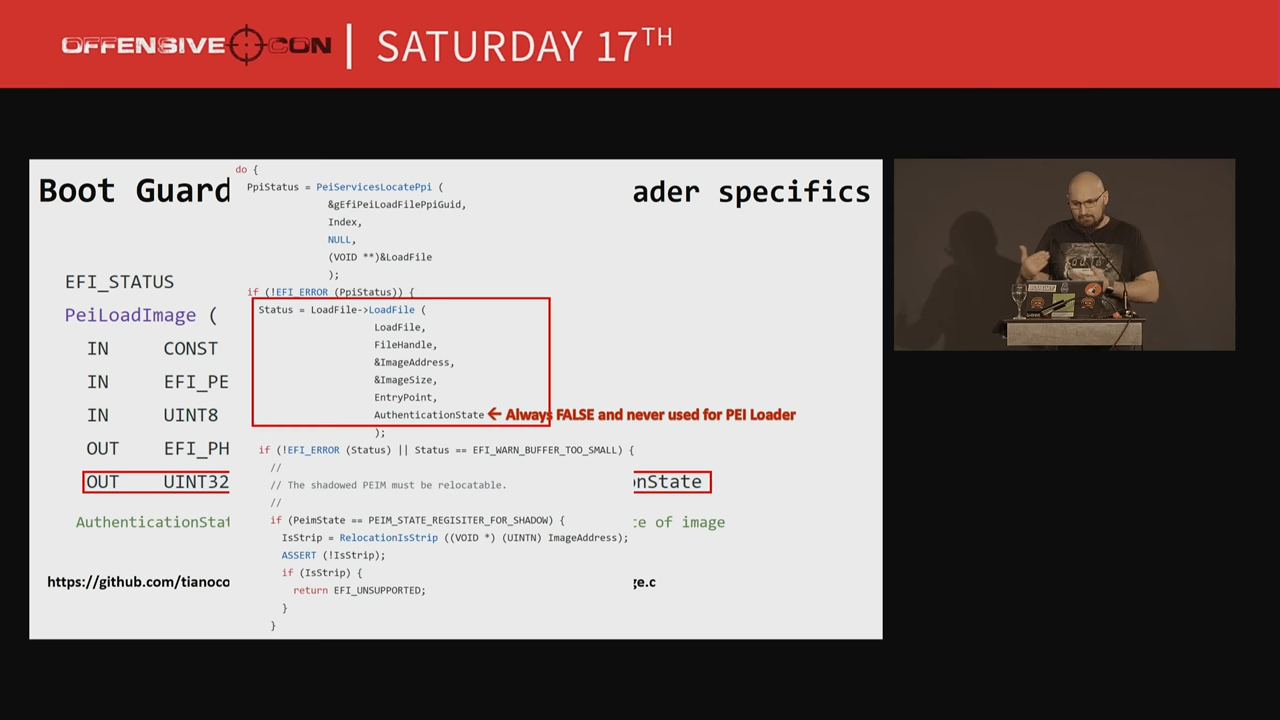 OFFENSIVE CON | SATURDAY 17TH
Boot Guard
ader specifics
EFI_STATUS
PeiLoadImage (
IN CONST
IN EFI_PE
IN UINT8
OUT EFI_PH
OUT UINT32
nState
AuthenticationStat
te of image
https://github.com/tianoco
ge.c
do {
PpiStatus = PeiServicesLocatePpi (
&gEfiPeiLoadFilePpiGuid,
Index,
NULL,
(VOID **)&LoadFile
);
if (!EFI_ERROR (PpiStatus)) {
Status = LoadFile->LoadFile (
LoadFile,
FileHandle,
&ImageAddress,
&ImageSize,
EntryPoint,
AuthenticationState ← Always FALSE and never used for PEI Loader
);
if (!EFI_ERROR (Status) || Status == EFI_WARN_BUFFER_TOO_SMALL) {
//
// The shadowed PEIM must be relocatable.
//
if (PeimState == PEIM_STATE_REGISITER_FOR_SHADOW) {
IsStrip = RelocationIsStrip ((VOID *) (UINTN) ImageAddress);
ASSERT (!IsStrip);
if (IsStrip) {
return EFI_UNSUPPORTED;
}
}